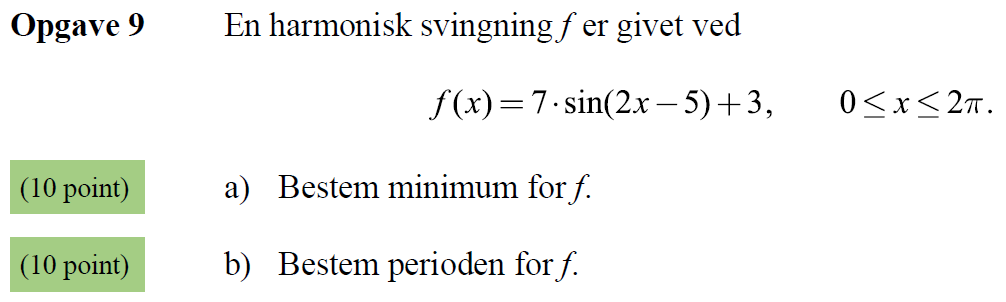 Opgave 9 En harmonisk svingning f er givet ved
f(x) = 7 · sin(2x − 5) + 3, 0 ≤ x ≤ 2π.
(10 point) a) Bestem minimum for f.
(10 point) b) Bestem perioden for f.